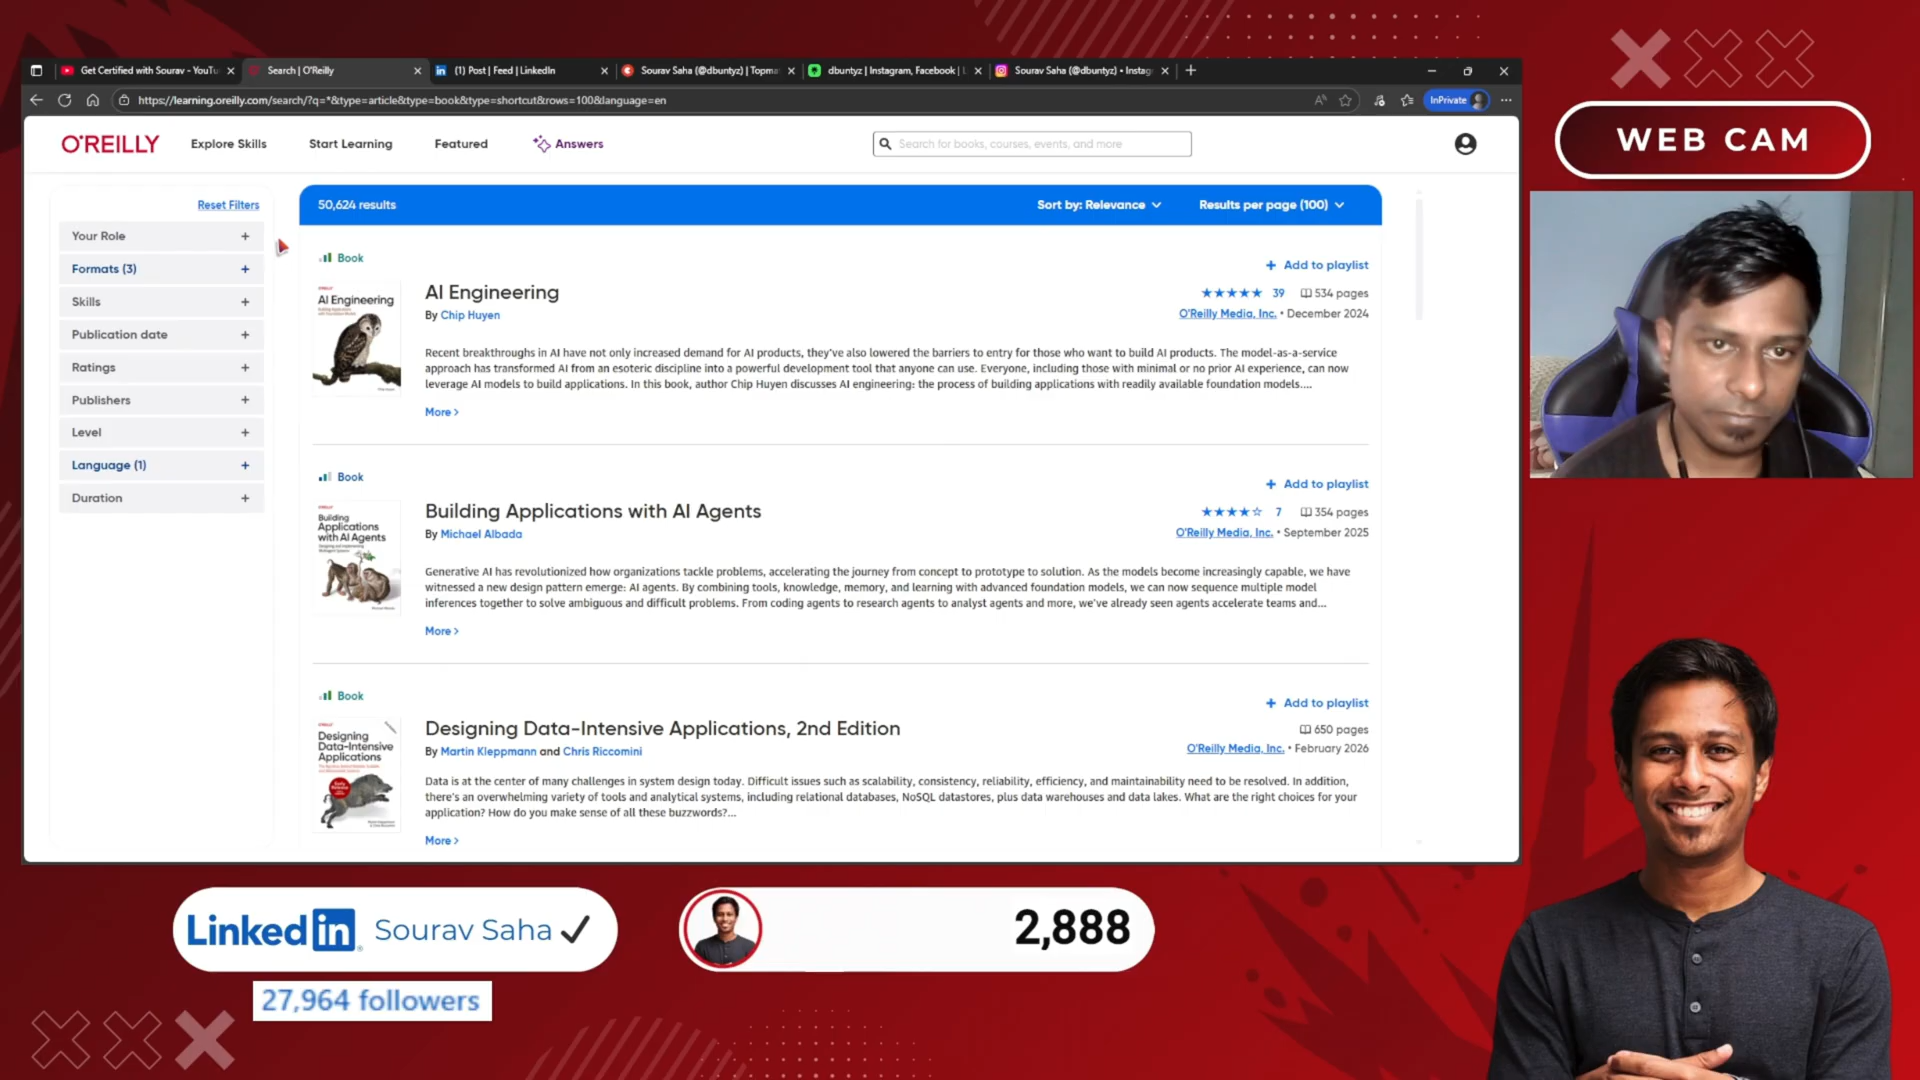 Get Certified with Sourav - YouTu
Search | O'Reilly
(1) Post | Feed | LinkedIn
Sourav Saha (@dbuntyz) | Topma
dbuntyz | Instagram, Facebook |
Sourav Saha (@dbuntyz) • Instag
https://learning.oreilly.com/search/?q=*&type=article&type=book&type=shortcut&rows=100&language=en
InPrivate
O'REILLY
Explore Skills
Start Learning
Featured
Answers
Search for books, courses, events, and more
Reset Filters
Your Role
Formats (3)
Skills
Publication date
Ratings
Publishers
Level
Language (1)
Duration
50,624 results
Sort by: Relevance
Results per page (100)
Book
Add to playlist
AI Engineering
By Chip Huyen
39
534 pages
O'Reilly Media, Inc. • December 2024
Recent breakthroughs in AI have not only increased demand for AI products, they've also lowered the barriers to entry for those who want to build AI products. The model-as-a-service
approach has transformed AI from an esoteric discipline into a powerful development tool that anyone can use. Everyone, including those with minimal or no prior AI experience, can now
leverage AI models to build applications. In this book, author Chip Huyen discusses AI engineering: the process of building applications with readily available foundation models....
More >
AI Engineering
Book
Add to playlist
Building Applications with AI Agents
By Michael Albada
7
354 pages
O'Reilly Media, Inc. • September 2025
Generative AI has revolutionized how organizations tackle problems, accelerating the journey from concept to prototype to solution. As the models become increasingly capable, we have
witnessed a new design pattern emerge: AI agents. By combining tools, knowledge, memory, and learning with advanced foundation models, we can now sequence multiple model
inferences together to solve ambiguous and difficult problems. From coding agents to research agents to analyst agents and more, we've already seen agents accelerate teams and...
More >
Building
Applications
with AI Agents
Book
Add to playlist
Designing Data-Intensive Applications, 2nd Edition
By Martin Kleppmann and Chris Riccomini
650 pages
O'Reilly Media, Inc. • February 2026
Data is at the center of many challenges in system design today. Difficult issues such as scalability, consistency, reliability, efficiency, and maintainability need to be resolved. In addition,
there's an overwhelming variety of tools and analytical systems, including relational databases, NoSQL datastores, plus data warehouses and data lakes. What are the right choices for your
application? How do you make sense of all these buzzwords?...
More >
Designing
Data-Intensive
Applications
WEB CAM
Linked in Sourav Saha
27,964 followers
2,888